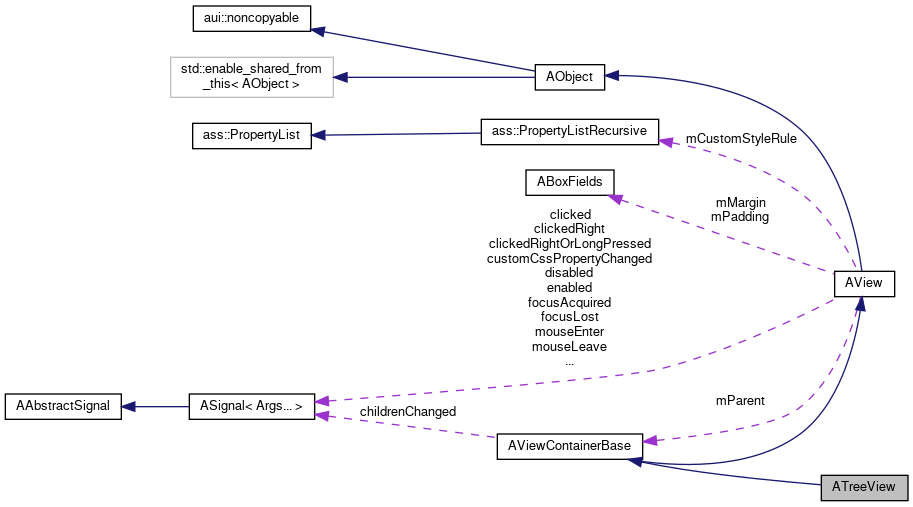 aui::noncopyable
std::enable_shared_from
_this< AObject >
AObject
ass::PropertyList
ass::PropertyListRecursive
mCustomStyleRule
ABoxFields
mMargin
mPadding
clicked
clickedRight
clickedRightOrLongPressed
customCssPropertyChanged
disabled
enabled
focusAcquired
focusLost
mouseEnter
mouseLeave
...
AView
AAbstractSignal
ASignal< Args... >
childrenChanged
mParent
AViewContainerBase
ATreeView